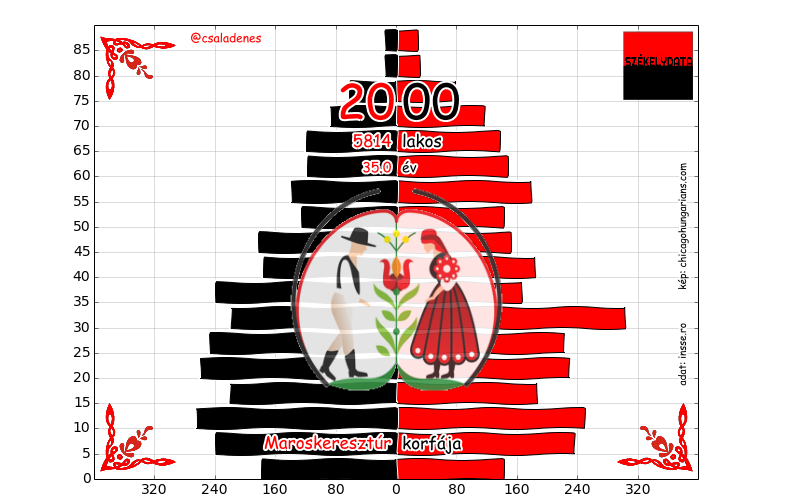 @csaladenes
SZÉKELYDATA
2000
5814 lakos
35.0 év
kép: chicagohungarians.com
adat: insse.ro
Maroskeresztúr korfája
85
80
75
70
65
60
55
50
45
40
35
30
25
20
15
10
5
0
320 240 160 80 0 80 160 240 320